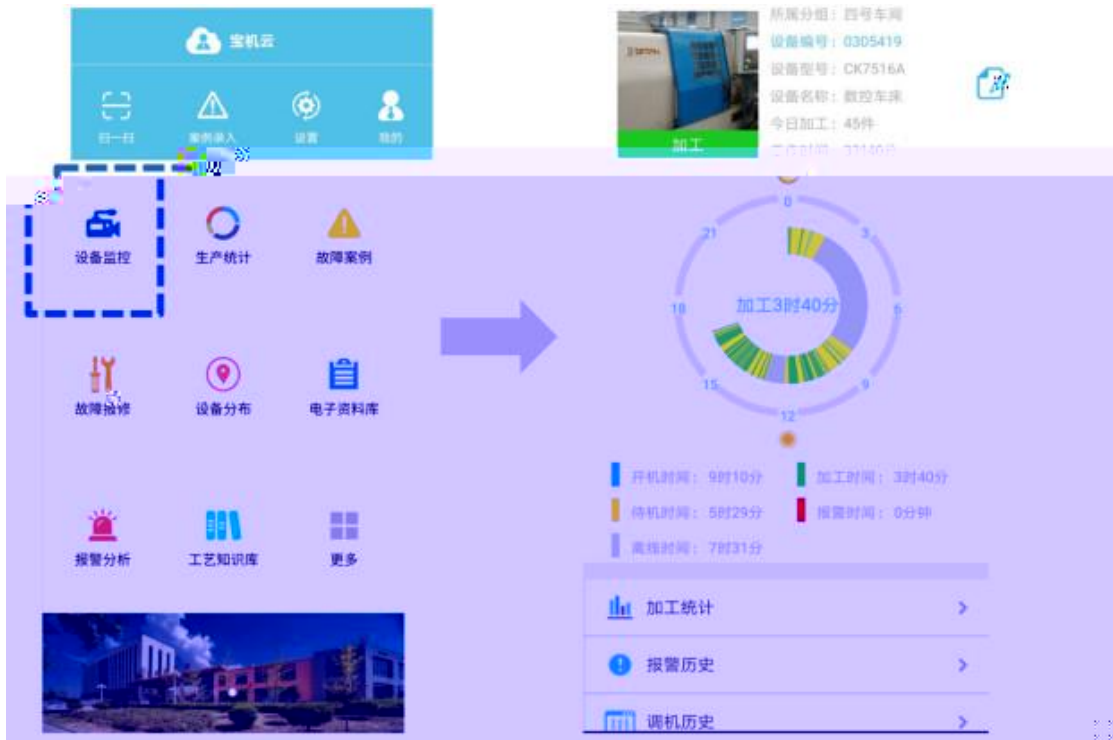 宝机云
扫一扫 案例录入 设置 我的
设备监控 生产统计 故障案例
故障报修 设备分布 电子资料库
报警分析 工艺知识库 更多
所属分组：四号车间
设备编号：0305419
设备型号：CK7516A
设备名称：数控车床
今日加工：45件
加工
0
3
6
9
12
15
18
21
加工3时40分
开机时间：9时10分 加工时间：3时40分
待机时间：5时29分 报警时间：0分钟
离线时间：7时31分
加工统计
报警历史
调机历史